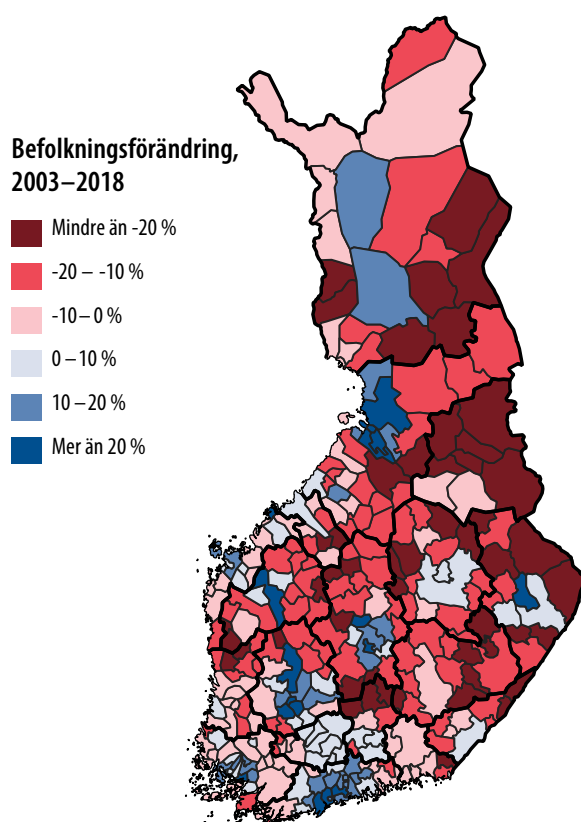 Befolkningsförändring,
2003–2018
Mindre än -20 %
-20 – -10 %
-10 – 0 %
0 – 10 %
10 – 20 %
Mer än 20 %